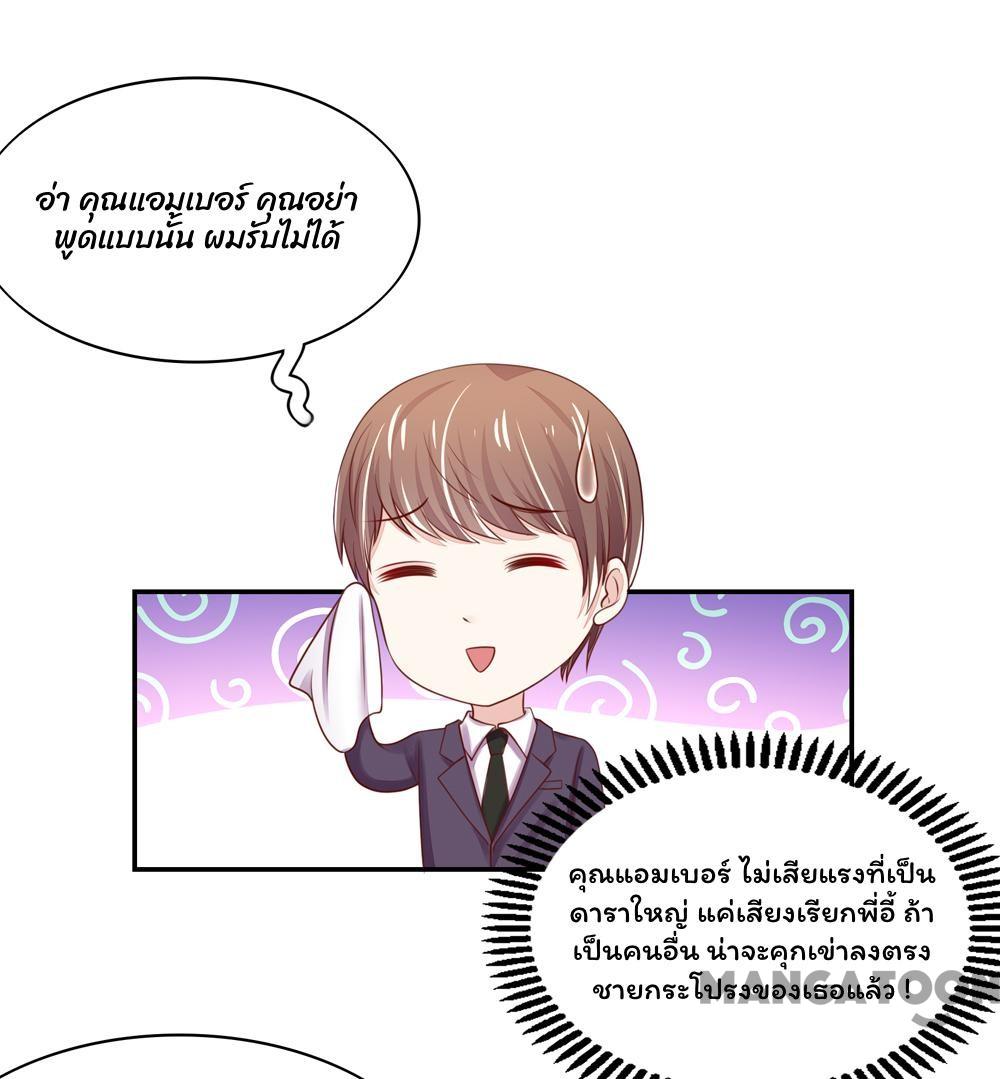 อ่า คุณแอมเบอร์ คุณอย่า
พูดแบบนั้น ผมรับไม่ได้
คุณแอมเบอร์ ไม่เสียแรงที่เป็น
ดาราใหญ่ แค่เสียงเรียกพี่อี้ ถ้า
เป็นคนอื่น น่าจะคุกเข่าลงตรง
ชายกระโปรงของเธอแล้ว !
MANGATOON